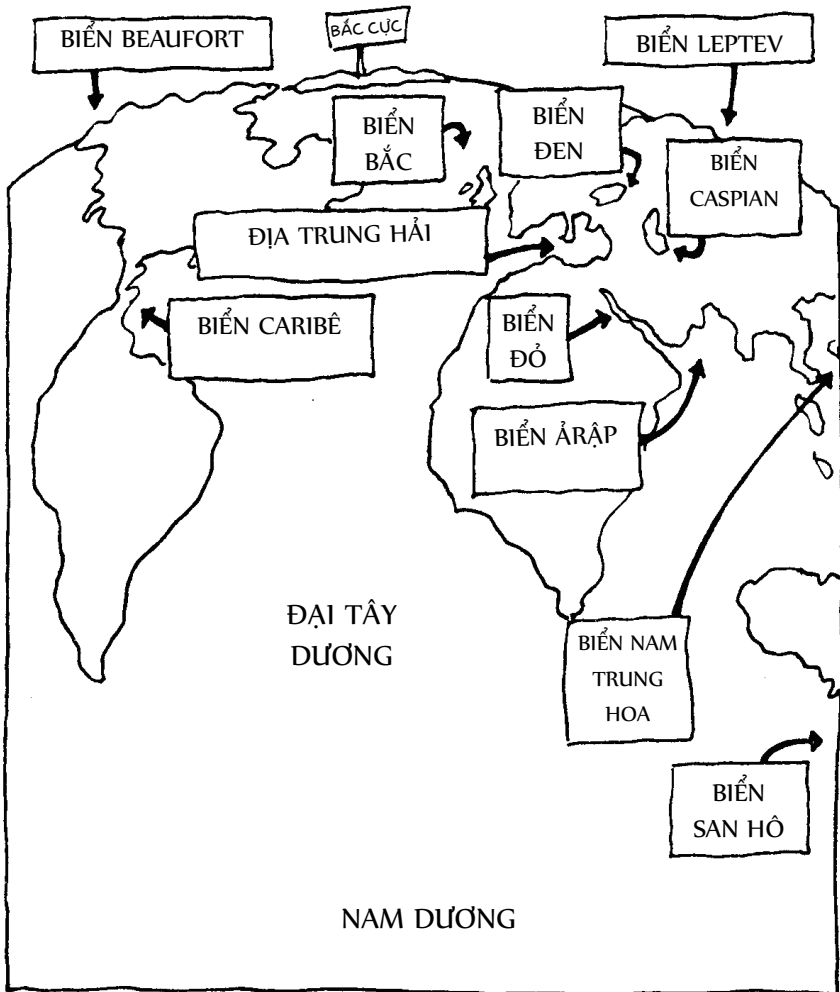 BIỂN BEAUFORT
BẮC CỰC
BIỂN LEPTEV
BIỂN
BẮC
BIỂN
ĐEN
BIỂN
CASPIAN
ĐỊA TRUNG HẢI
BIỂN CARIBÊ
BIỂN
ĐỎ
BIỂN ẢRẬP
ĐẠI TÂY
DƯƠNG
BIỂN NAM
TRUNG
HOA
BIỂN
SAN HÔ
NAM DƯƠNG